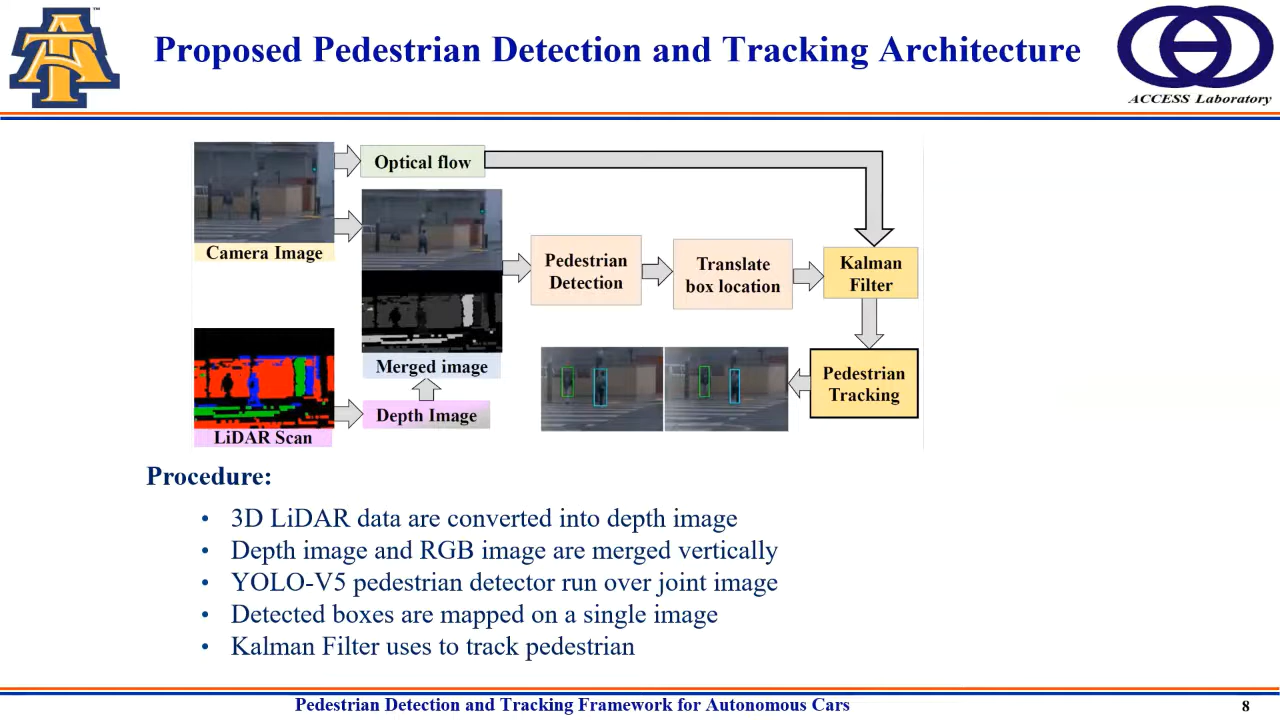 Proposed Pedestrian Detection and Tracking Architecture
AT
TM
ACCESS Laboratory
Optical flow
Camera Image
Pedestrian
Detection
Translate
box location
Kalman
Filter
Merged image
Pedestrian
Tracking
Depth Image
LiDAR Scan
Procedure:
• 3D LiDAR data are converted into depth image
• Depth image and RGB image are merged vertically
• YOLO-V5 pedestrian detector run over joint image
• Detected boxes are mapped on a single image
• Kalman Filter uses to track pedestrian
Pedestrian Detection and Tracking Framework for Autonomous Cars
8